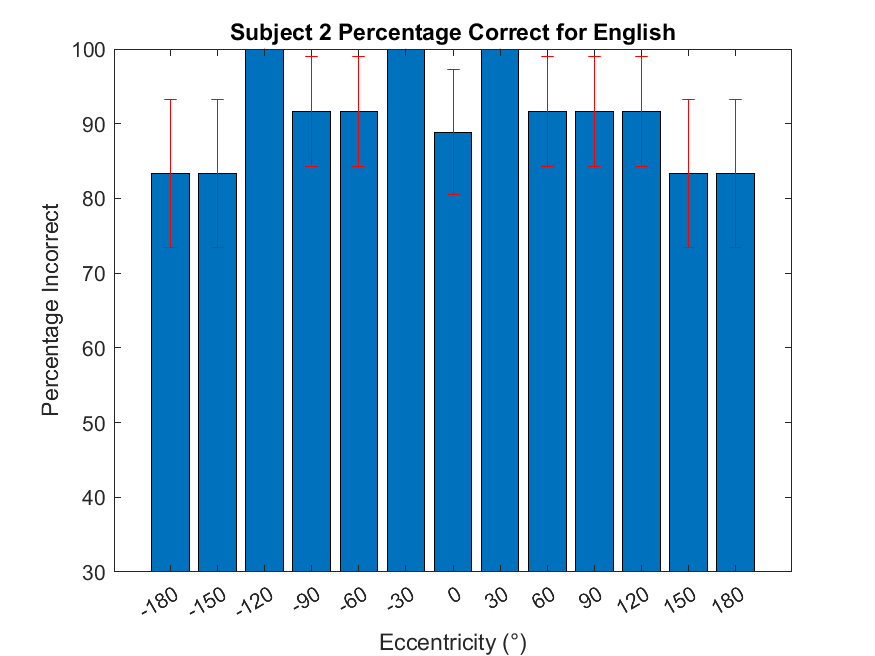 Subject 2 Percentage Correct for English
100
90
80
70
60
50
40
30
Percentage Incorrect
-180 -150 -120 -90 -60 -30 0 30 60 90 120 150 180
Eccentricity (°)